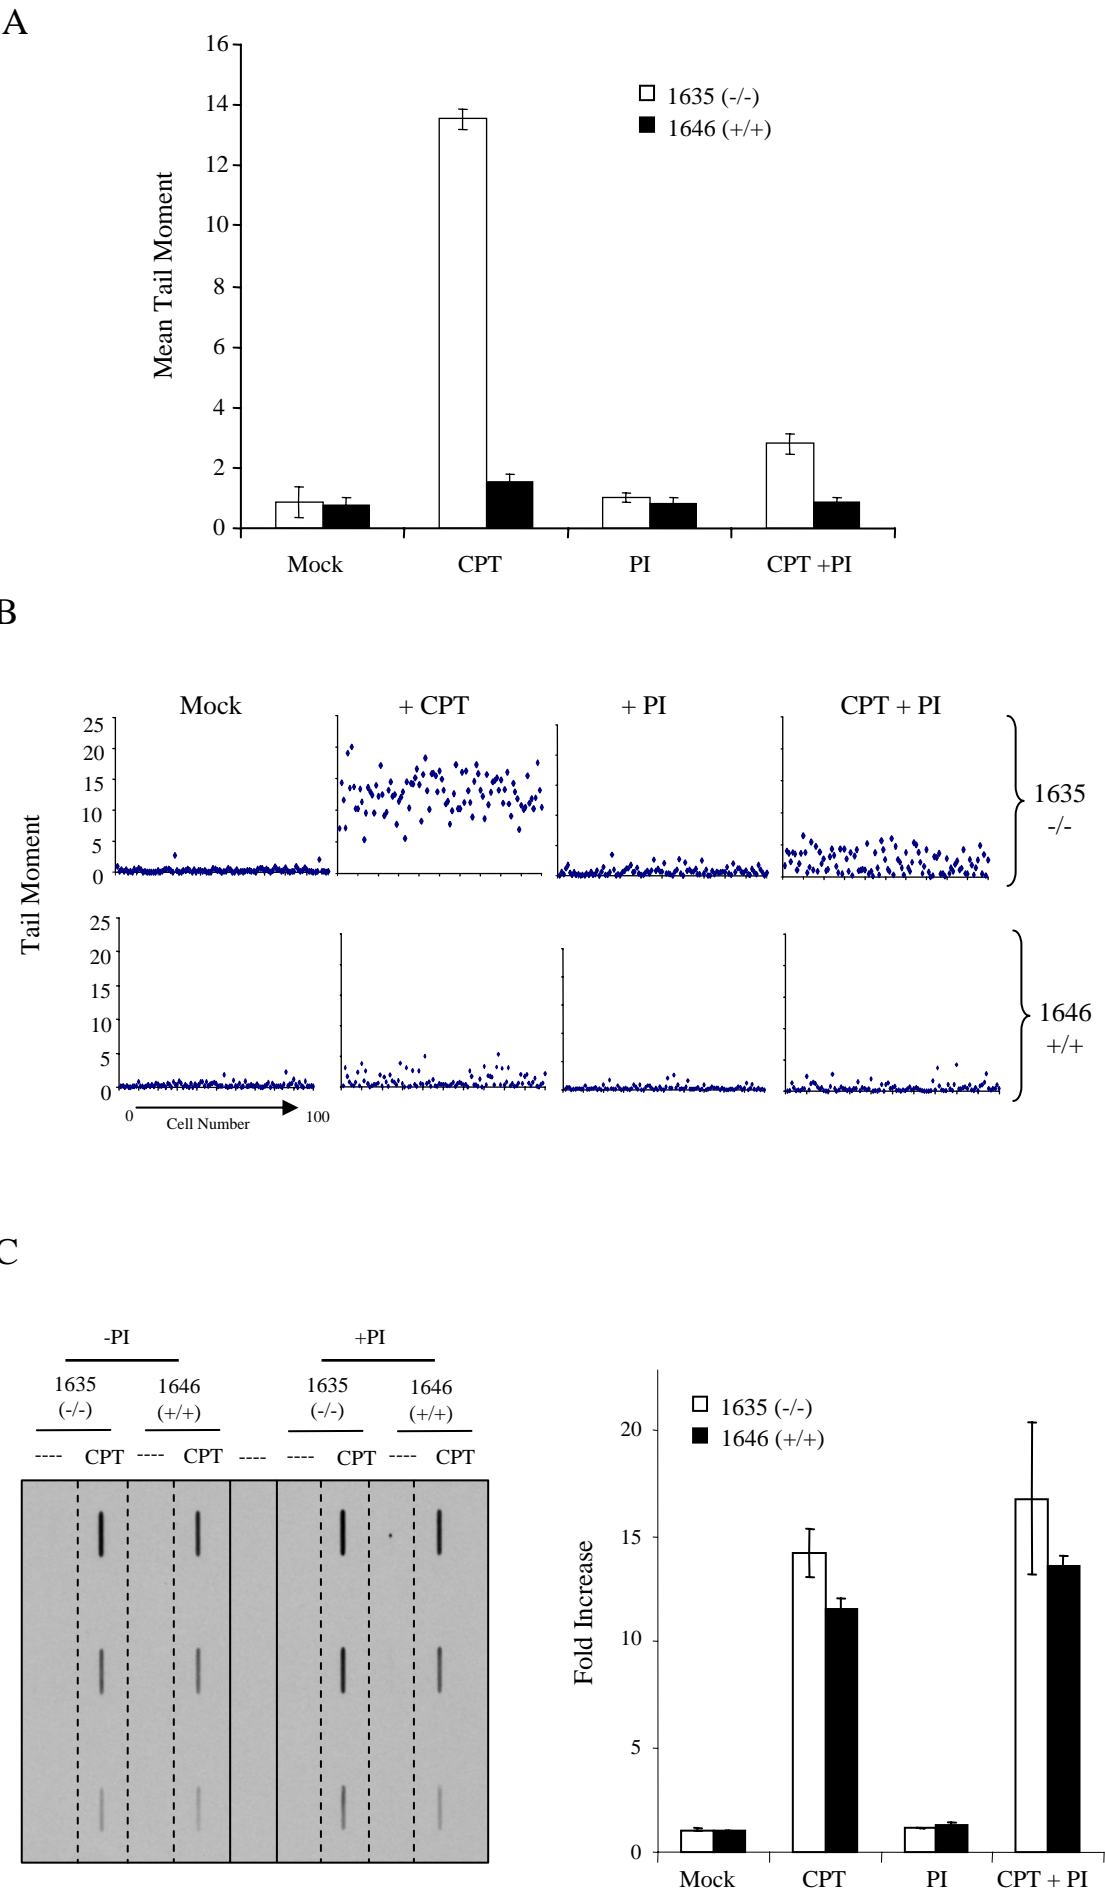 A
16
14
12
10
8
6
4
2
0
Mean Tail Moment
1635 (-/-)
1646 (+/+)
Mock CPT PI CPT +PI
B
Mock + CPT + PI CPT + PI
25
20
15
10
5
0
1635
-/-
Tail Moment
25
20
15
10
5
0
1646
+/+
0 100
Cell Number
C
-PI +PI
1635 1646 1635 1646
(-/-) (+/+) (-/-) (+/+)
---- CPT ---- CPT ---- ---- CPT ---- CPT
1635 (-/-)
1646 (+/+)
20
15
10
5
0
Fold Increase
Mock CPT PI CPT + PI